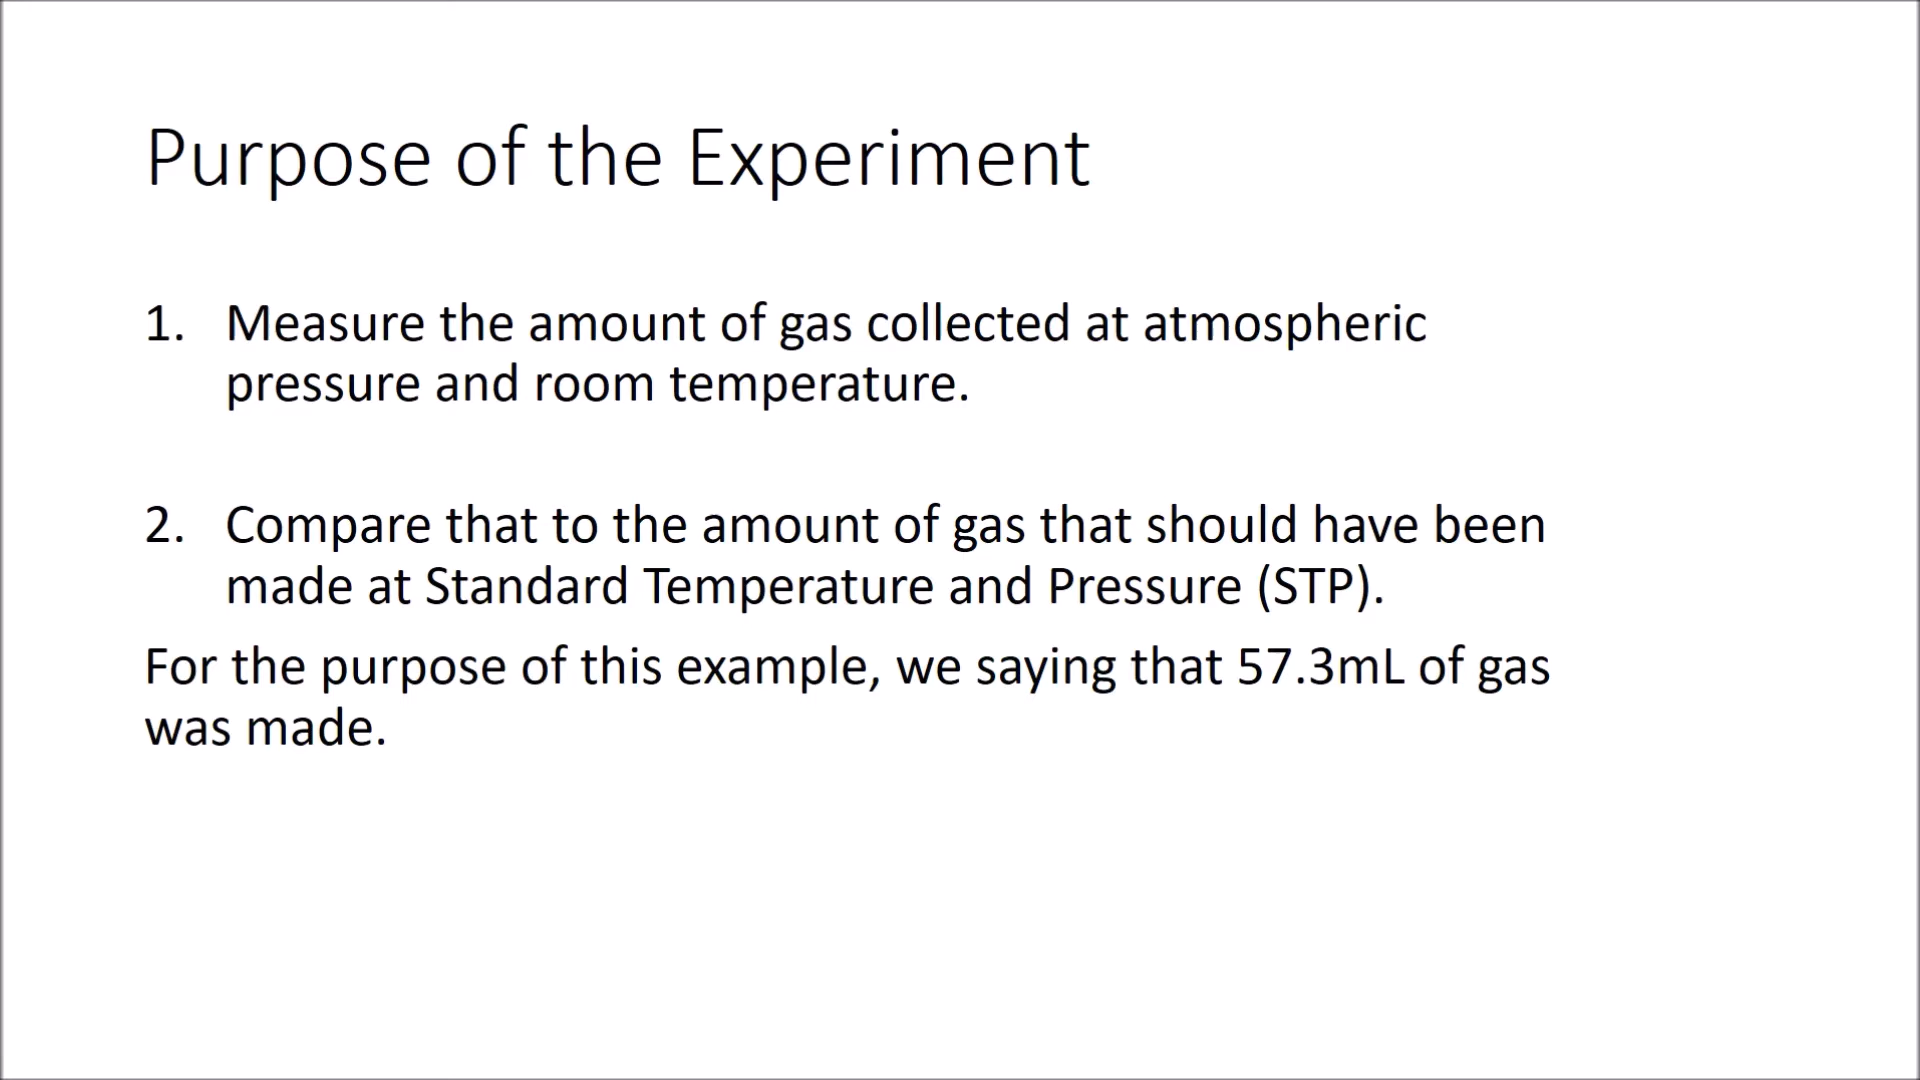 Purpose of the Experiment
1. Measure the amount of gas collected at atmospheric
pressure and room temperature.
2. Compare that to the amount of gas that should have been
made at Standard Temperature and Pressure (STP).
For the purpose of this example, we saying that 57.3mL of gas
was made.